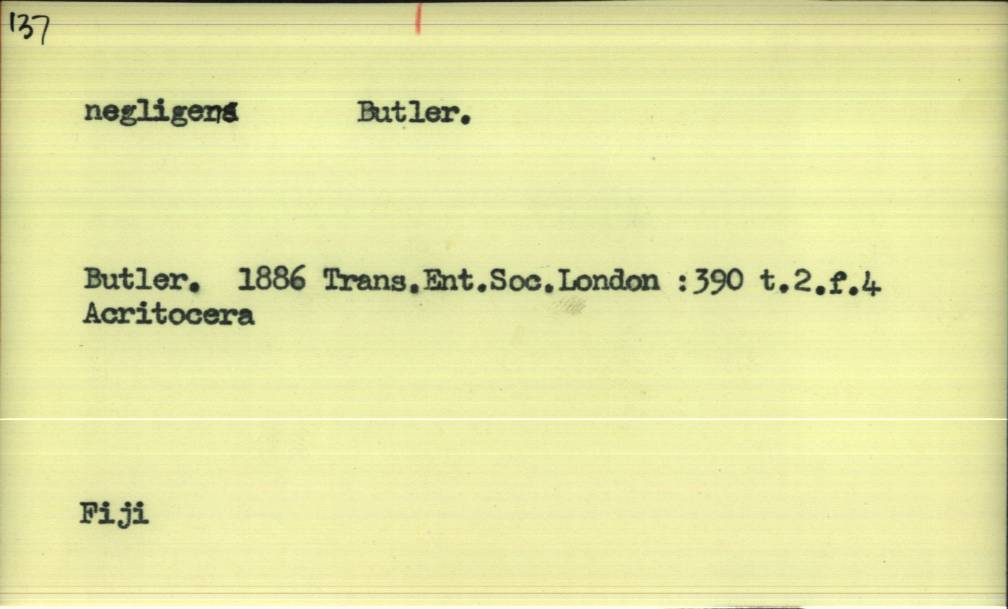 137
negligens Butler.
Butler. 1886 Trans.Ent.Soc.London :390 t.2.f.4
Acritocera
Fiji